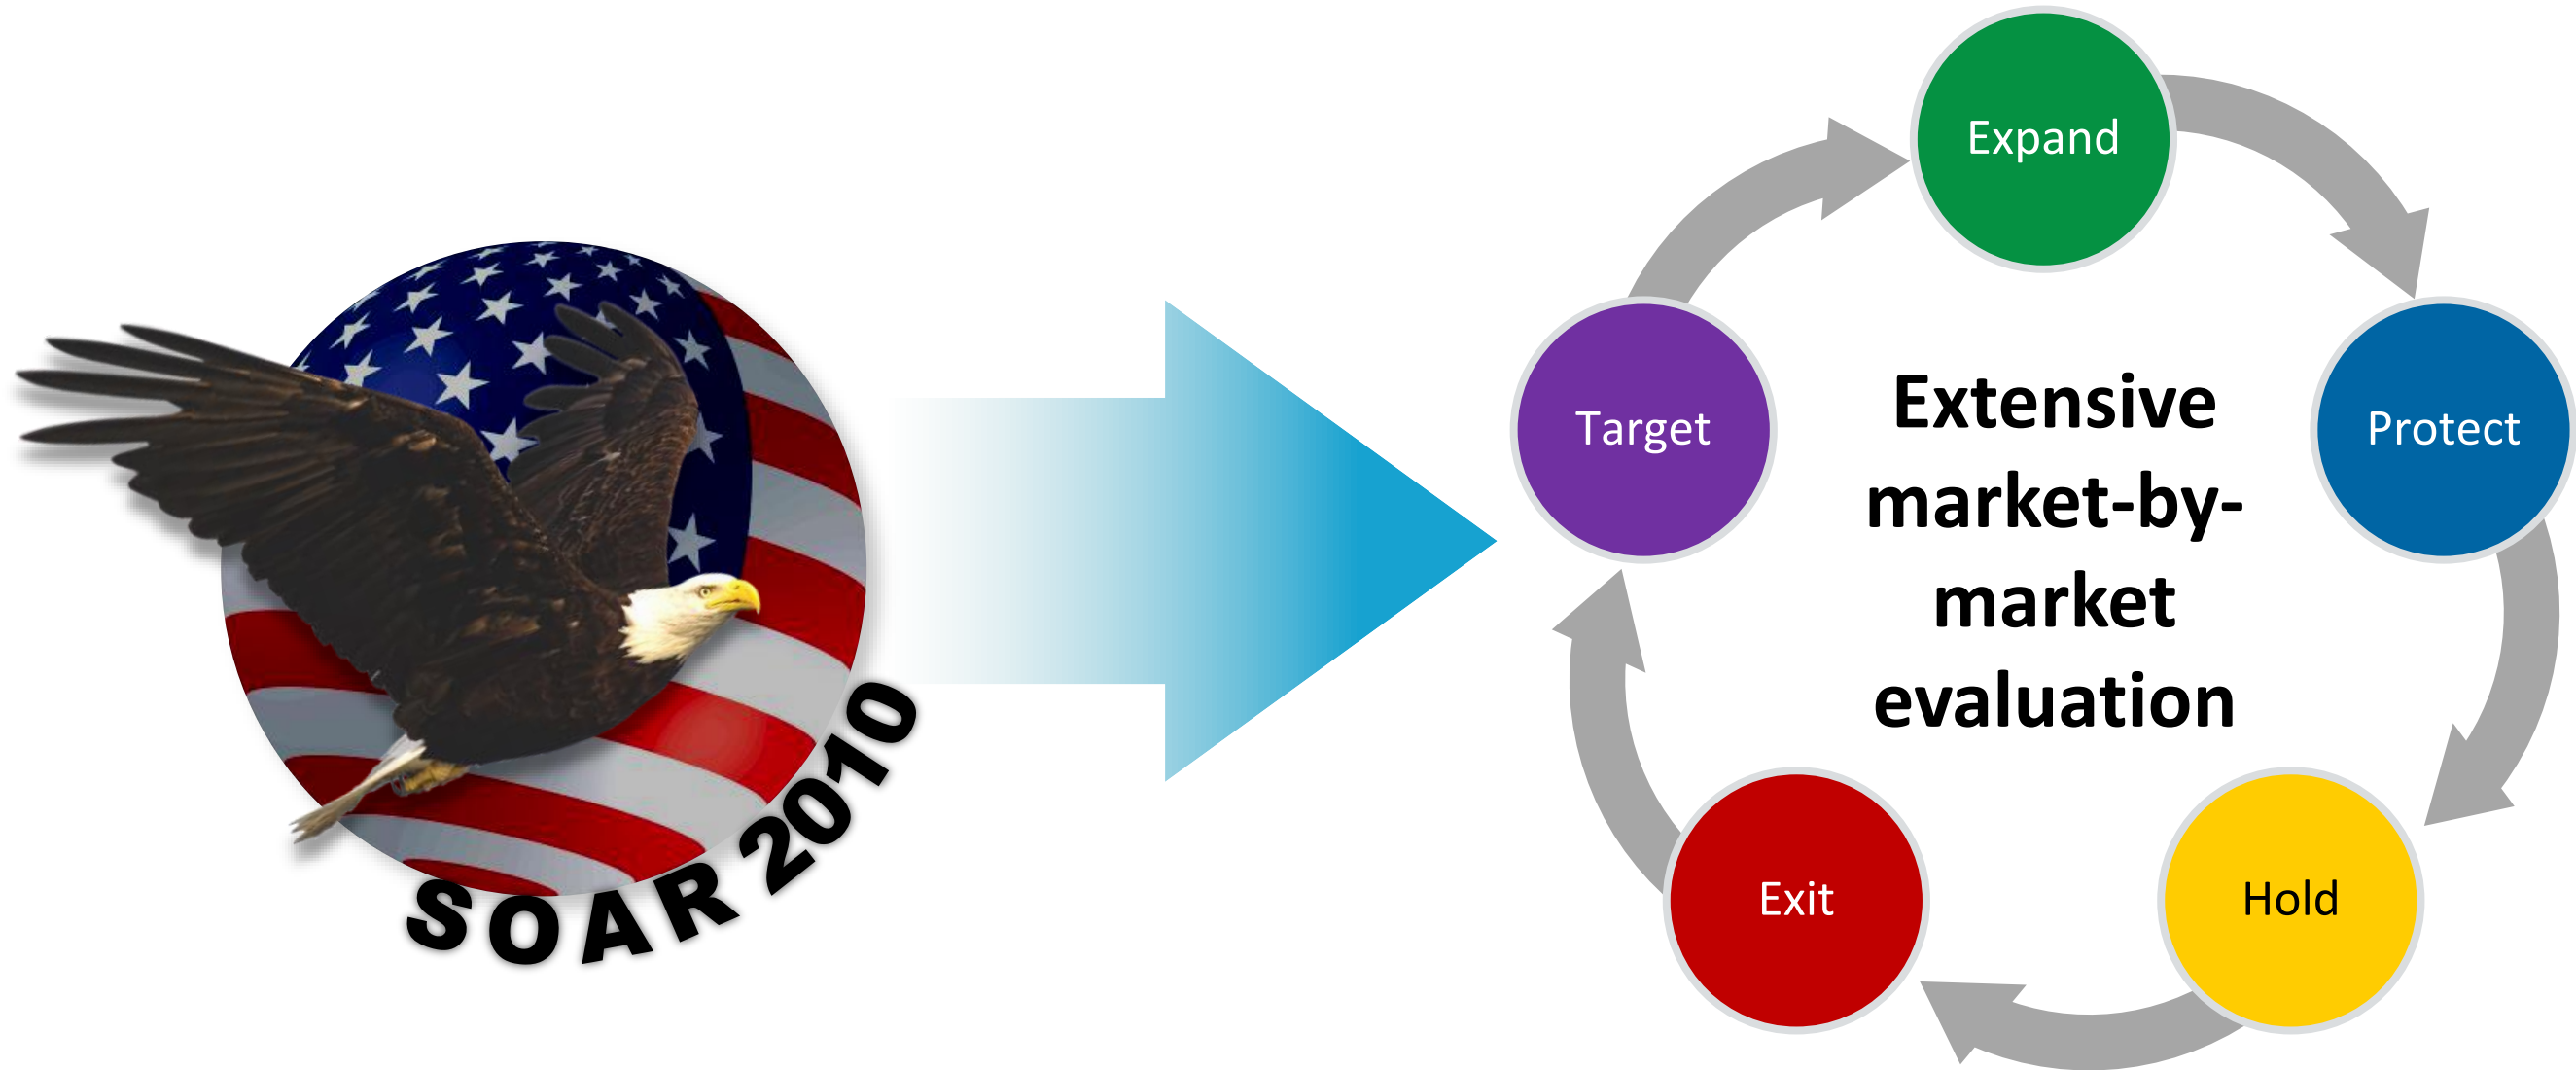 SOAR 2010
Expand
Target
Protect
Extensive
market-by-
market
evaluation
Exit
Hold